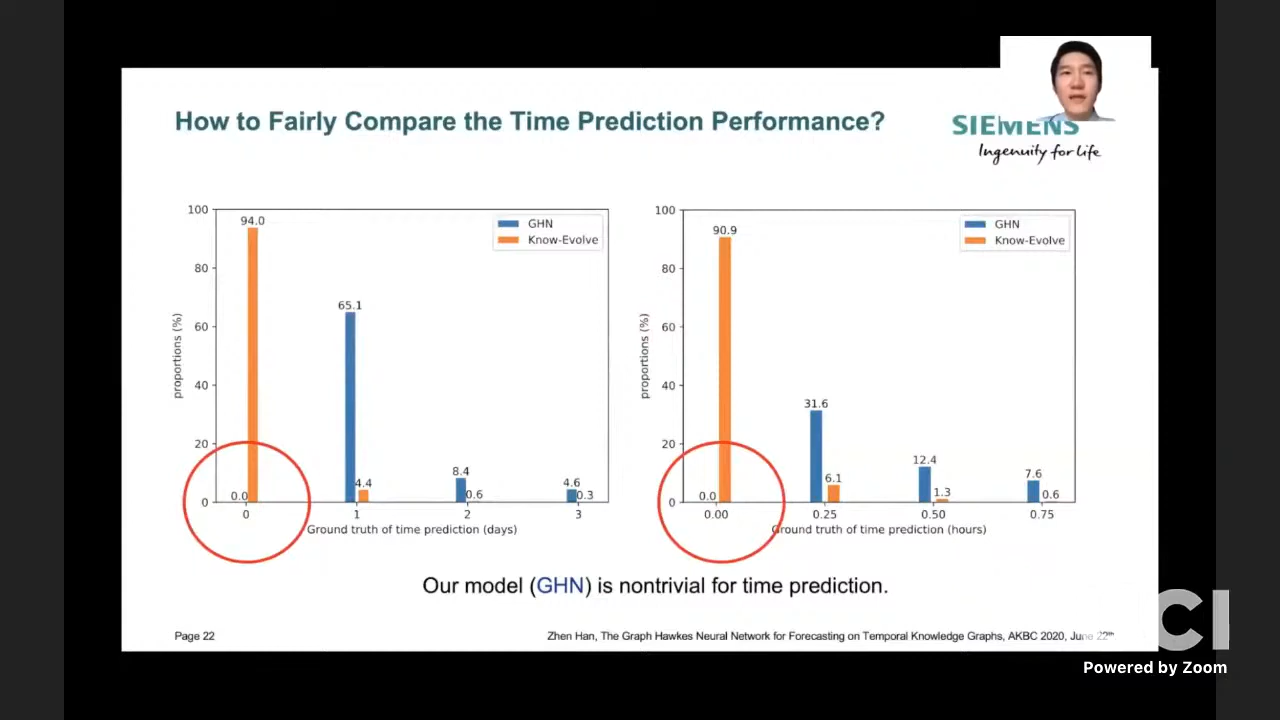 How to Fairly Compare the Time Prediction Performance?
SIEMENS
Ingenuity for life
100
80
60
40
20
0
proportions (%)
94.0
0.0
65.1
4.4
8.4
0.6
4.6
0.3
GHN
Know-Evolve
0 1 2 3
Ground truth of time prediction (days)
100
80
60
40
20
0
proportions (%)
90.9
0.0
31.6
6.1
12.4
1.3
7.6
0.6
GHN
Know-Evolve
0.00 0.25 0.50 0.75
Ground truth of time prediction (hours)
Our model (GHN) is nontrivial for time prediction.
Page 22
Zhen Han, The Graph Hawkes Neural Network for Forecasting on Temporal Knowledge Graphs, AKBC 2020, June 22th
CI
Powered by Zoom